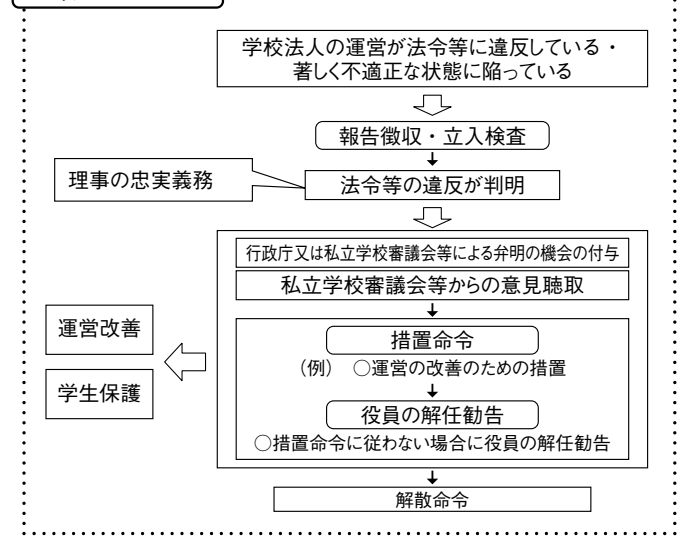 学校法人の運営が法令等に違反している・
著しく不適正な状態に陥っている
報告徴収・立入検査
理事の忠実義務
法令等の違反が判明
行政庁又は私立学校審議会等による弁明の機会の付与
私立学校審議会等からの意見聴取
措置命令
（例）　○運営の改善のための措置
役員の解任勧告
○措置命令に従わない場合に役員の解任勧告
運営改善
学生保護
解散命令